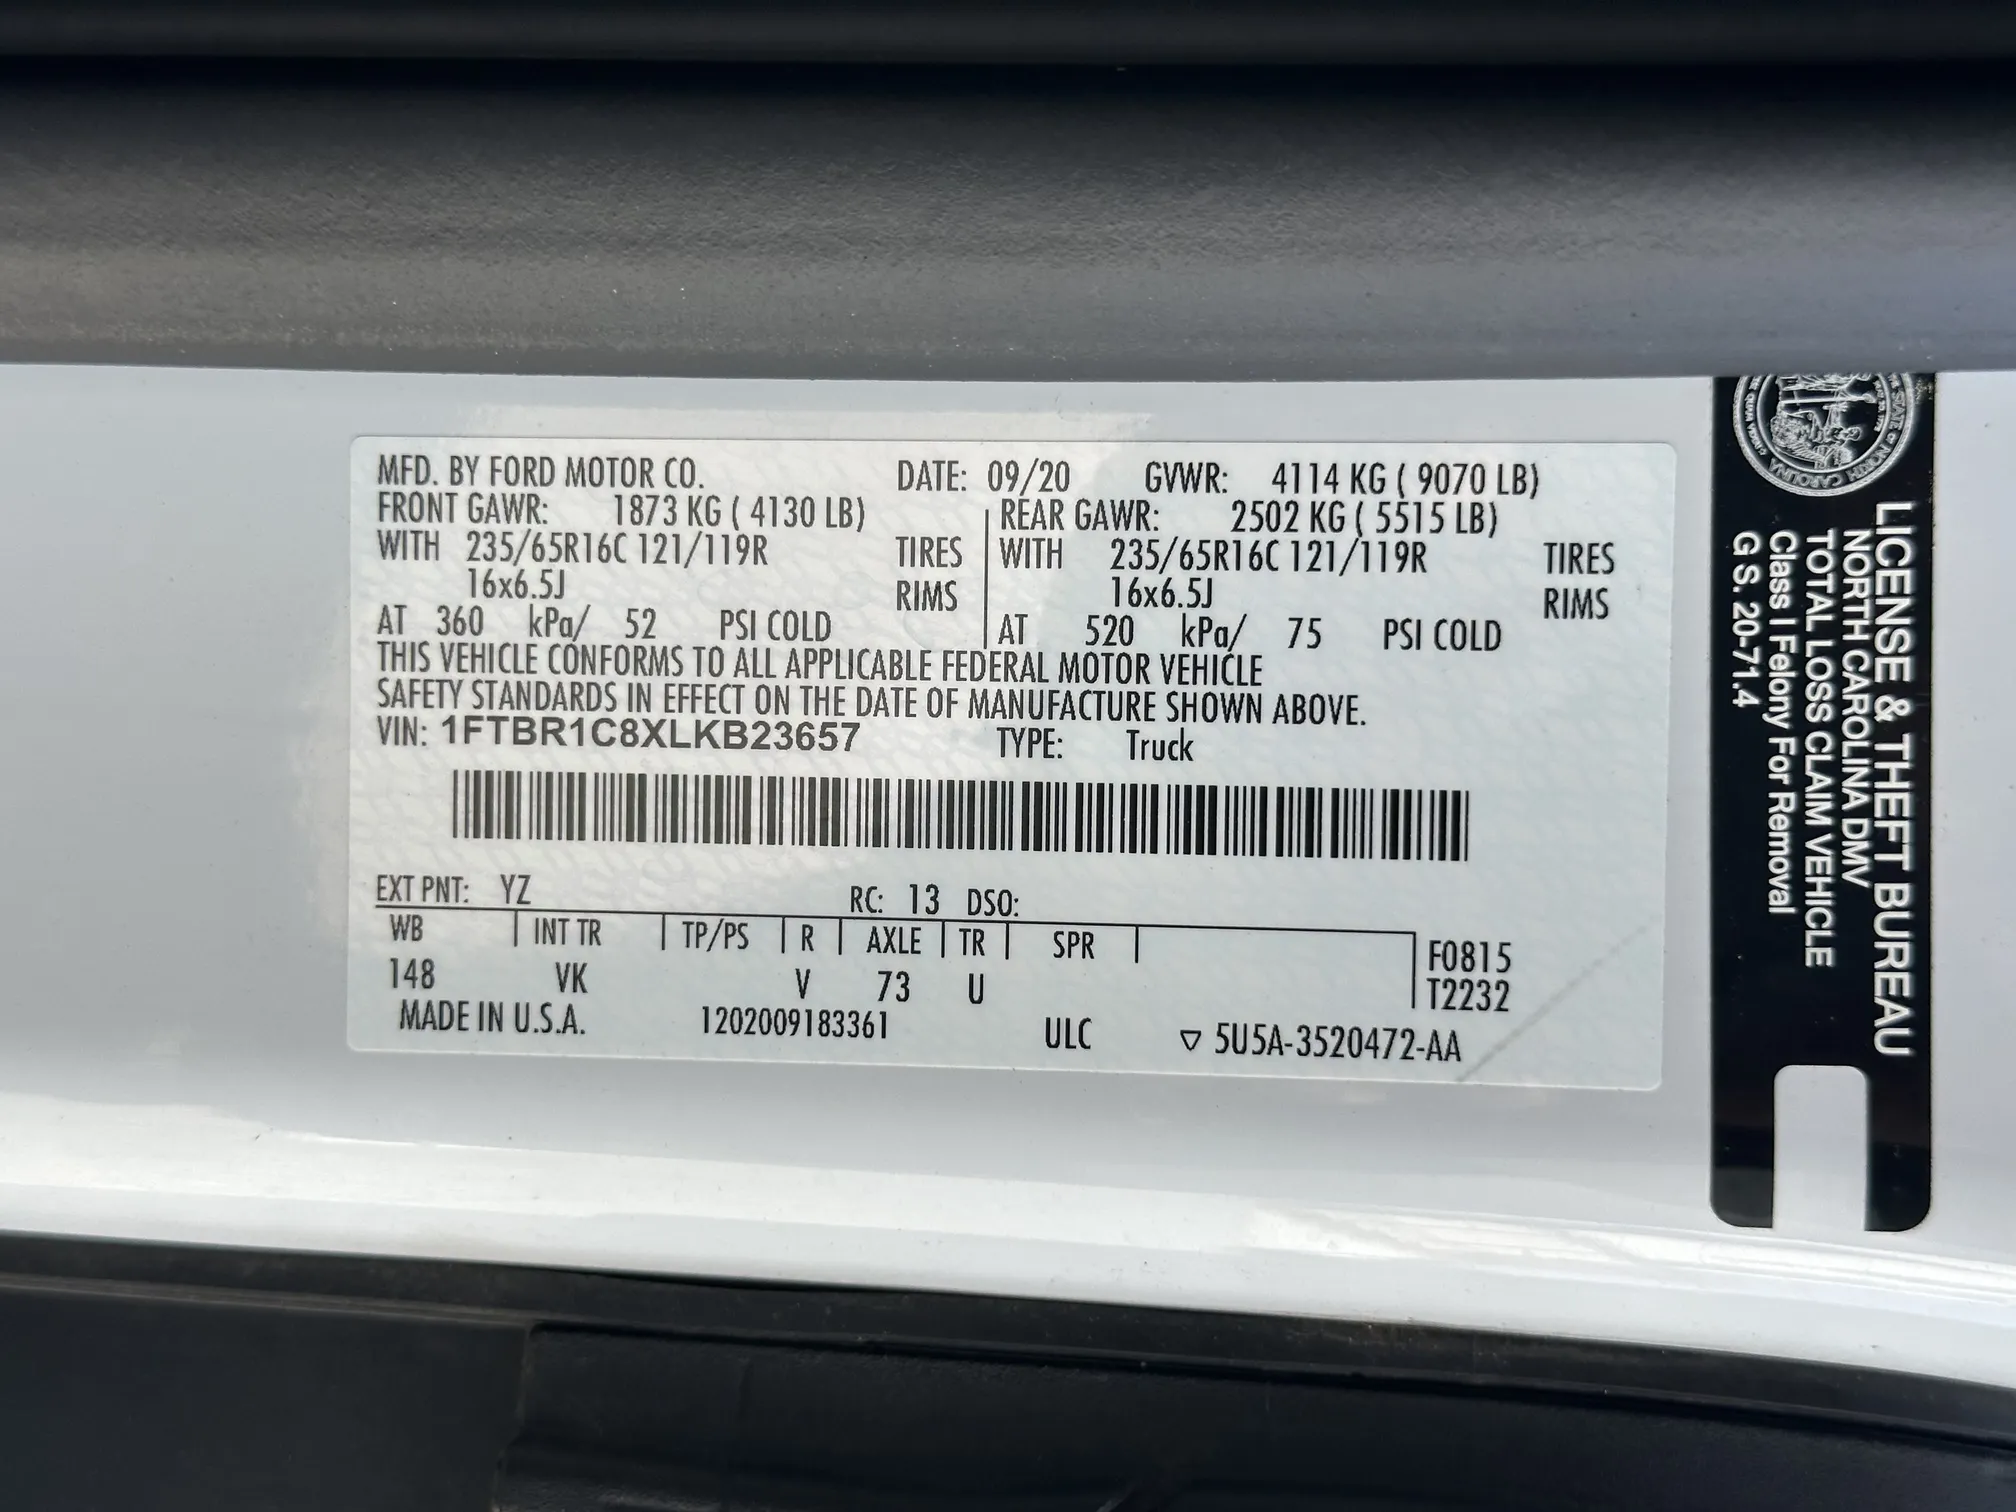 MFD. BY FORD MOTOR CO. DATE: 09/20 GVWR: 4114 KG ( 9070 LB)
FRONT GAWR: 1873 KG ( 4130 LB) REAR GAWR: 2502 KG ( 5515 LB)
WITH 235/65R16C 121/119R TIRES WITH 235/65R16C 121/119R TIRES
16x6.5J RIMS 16x6.5J RIMS
AT 360 kPa/ 52 PSI COLD AT 520 kPa/ 75 PSI COLD
THIS VEHICLE CONFORMS TO ALL APPLICABLE FEDERAL MOTOR VEHICLE
SAFETY STANDARDS IN EFFECT ON THE DATE OF MANUFACTURE SHOWN ABOVE.
VIN: 1FTBR1C8XLKB23657 TYPE: Truck
EXT PNT: YZ RC: 13 DSO:
WB INT TR TP/PS R AXLE TR SPR F0815
148 VK V 73 U T2232
MADE IN U.S.A. 1202009183361 ULC ▽ 5U5A-3520472-AA
LICENSE & THEFT BUREAU
NORTH CAROLINA DMV
TOTAL LOSS CLAIM VEHICLE
Class I Felony For Removal
G S. 20-71.4